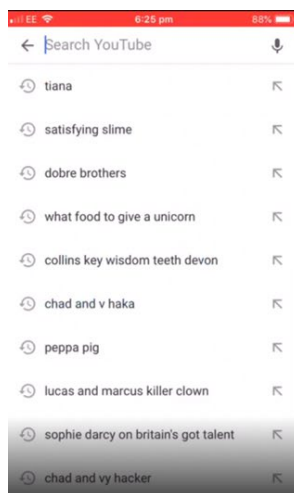 EE 6:25 pm 88%
Search YouTube
tiana
satisfying slime
dobre brothers
what food to give a unicorn
collins key wisdom teeth devon
chad and v haka
peppa pig
lucas and marcus killer clown
sophie darcy on britain's got talent
chad and vy hacker